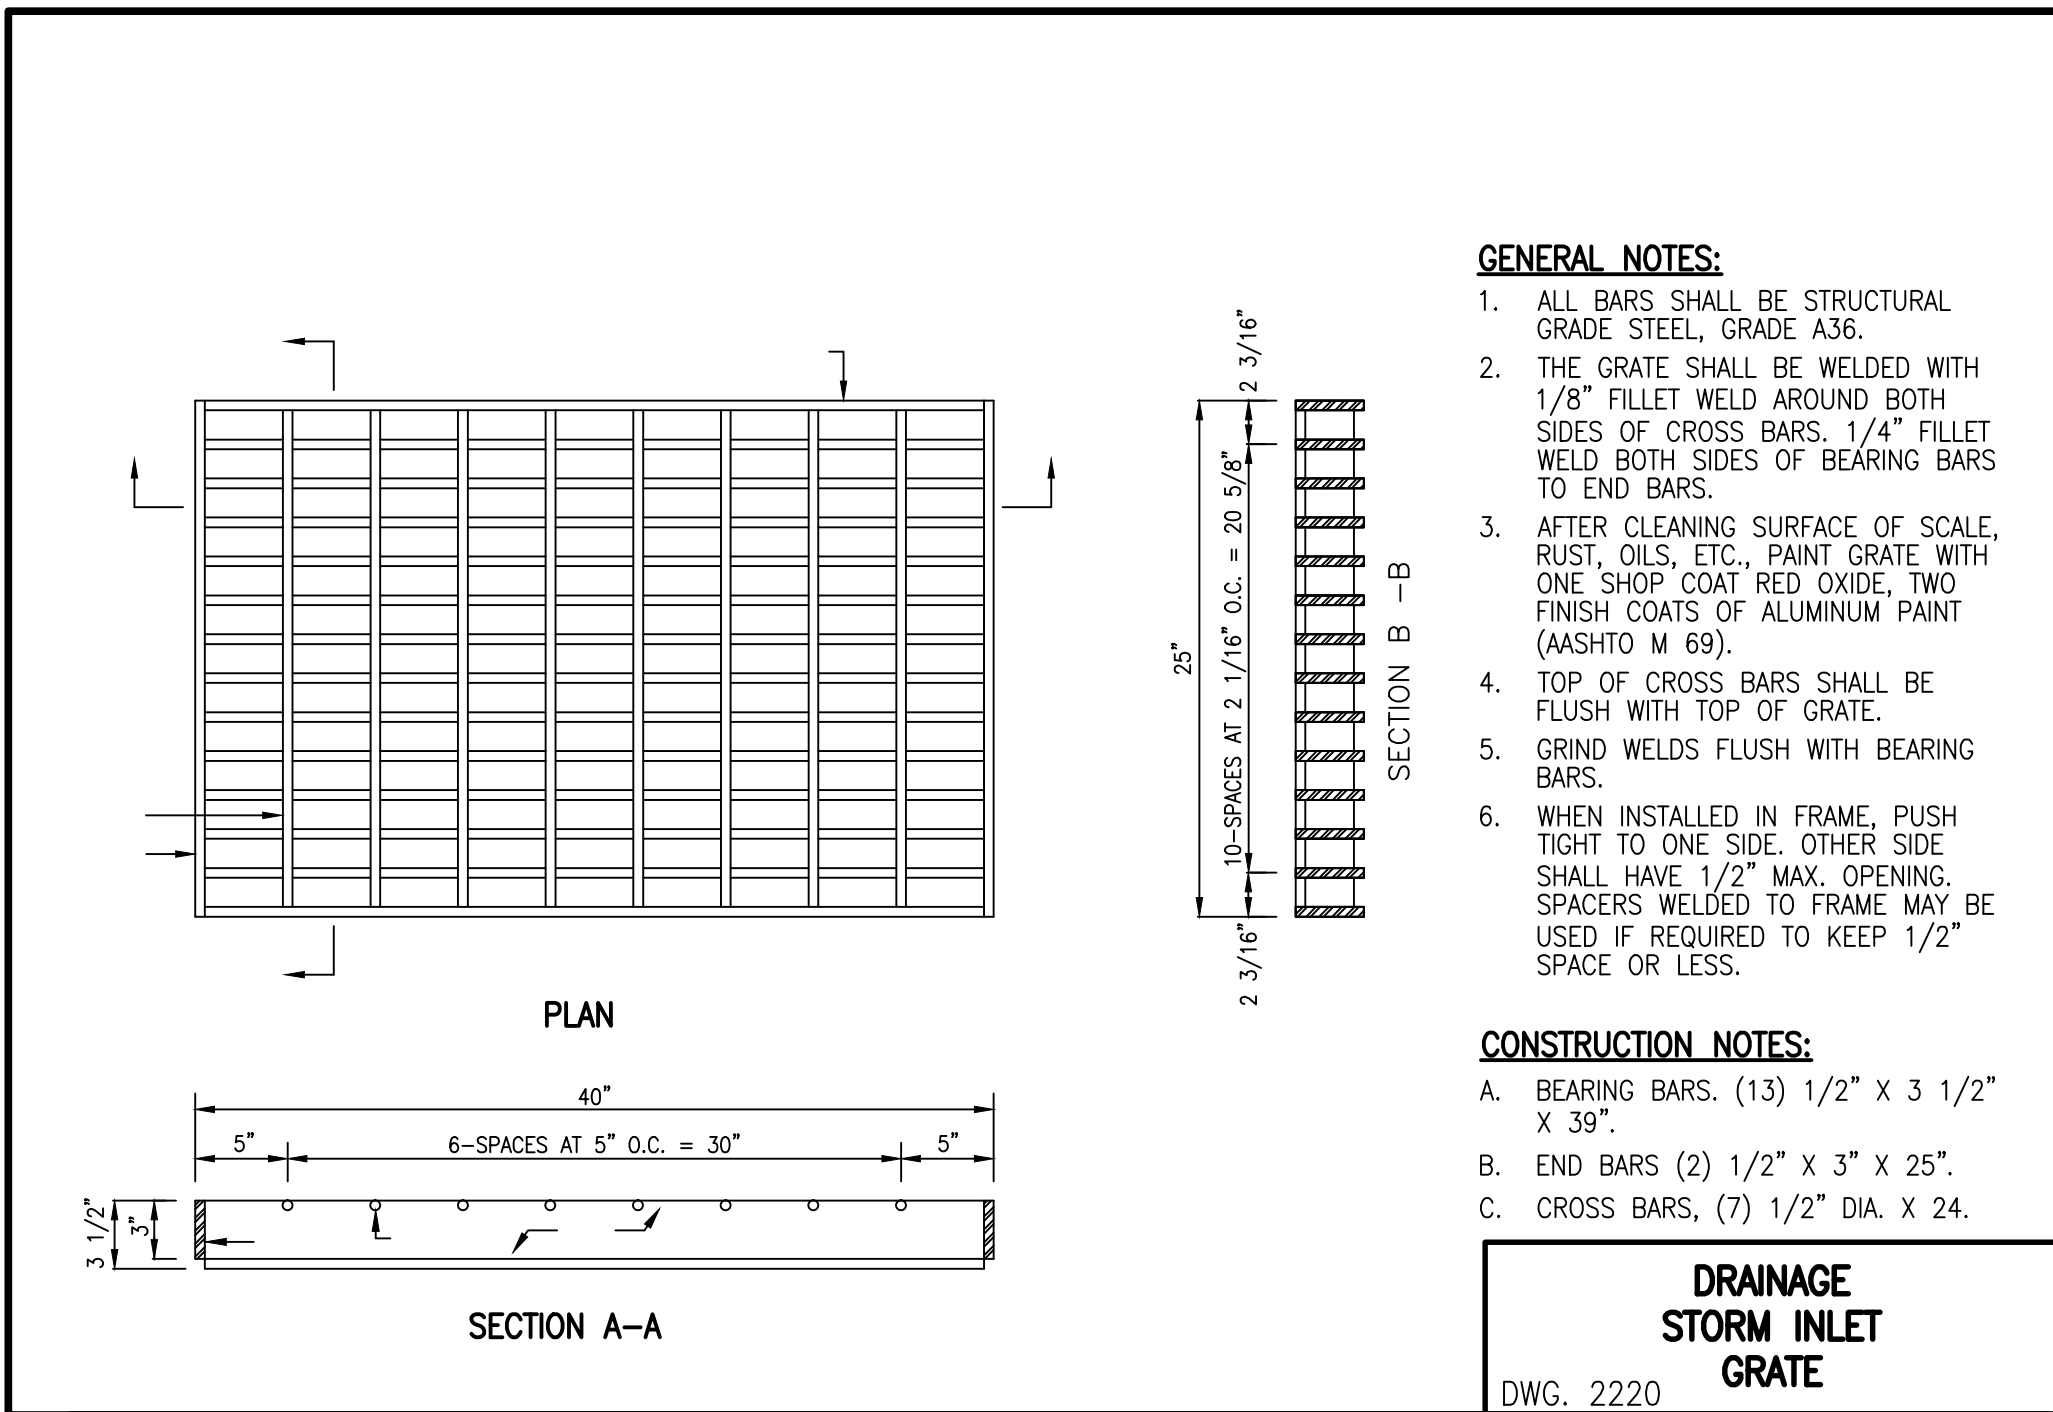 GENERAL NOTES:
1. ALL BARS SHALL BE STRUCTURAL
GRADE STEEL, GRADE A36.
2. THE GRATE SHALL BE WELDED WITH
1/8" FILLET WELD AROUND BOTH
SIDES OF CROSS BARS. 1/4" FILLET
WELD BOTH SIDES OF BEARING BARS
TO END BARS.
3. AFTER CLEANING SURFACE OF SCALE,
RUST, OILS, ETC., PAINT GRATE WITH
ONE SHOP COAT RED OXIDE, TWO
FINISH COATS OF ALUMINUM PAINT
(AASHTO M 69).
4. TOP OF CROSS BARS SHALL BE
FLUSH WITH TOP OF GRATE.
5. GRIND WELDS FLUSH WITH BEARING
BARS.
6. WHEN INSTALLED IN FRAME, PUSH
TIGHT TO ONE SIDE. OTHER SIDE
SHALL HAVE 1/2" MAX. OPENING.
SPACERS WELDED TO FRAME MAY BE
USED IF REQUIRED TO KEEP 1/2"
SPACE OR LESS.
CONSTRUCTION NOTES:
A. BEARING BARS. (13) 1/2" X 3 1/2"
X 39".
B. END BARS (2) 1/2" X 3" X 25".
C. CROSS BARS, (7) 1/2" DIA. X 24.
2 3/16"
25"
10-SPACES AT 2 1/16" O.C. = 20 5/8"
2 3/16"
SECTION B -B
PLAN
40"
5"
6-SPACES AT 5" O.C. = 30"
5"
3 1/2"
3"
SECTION A-A
DRAINAGE
STORM INLET
GRATE
DWG. 2220